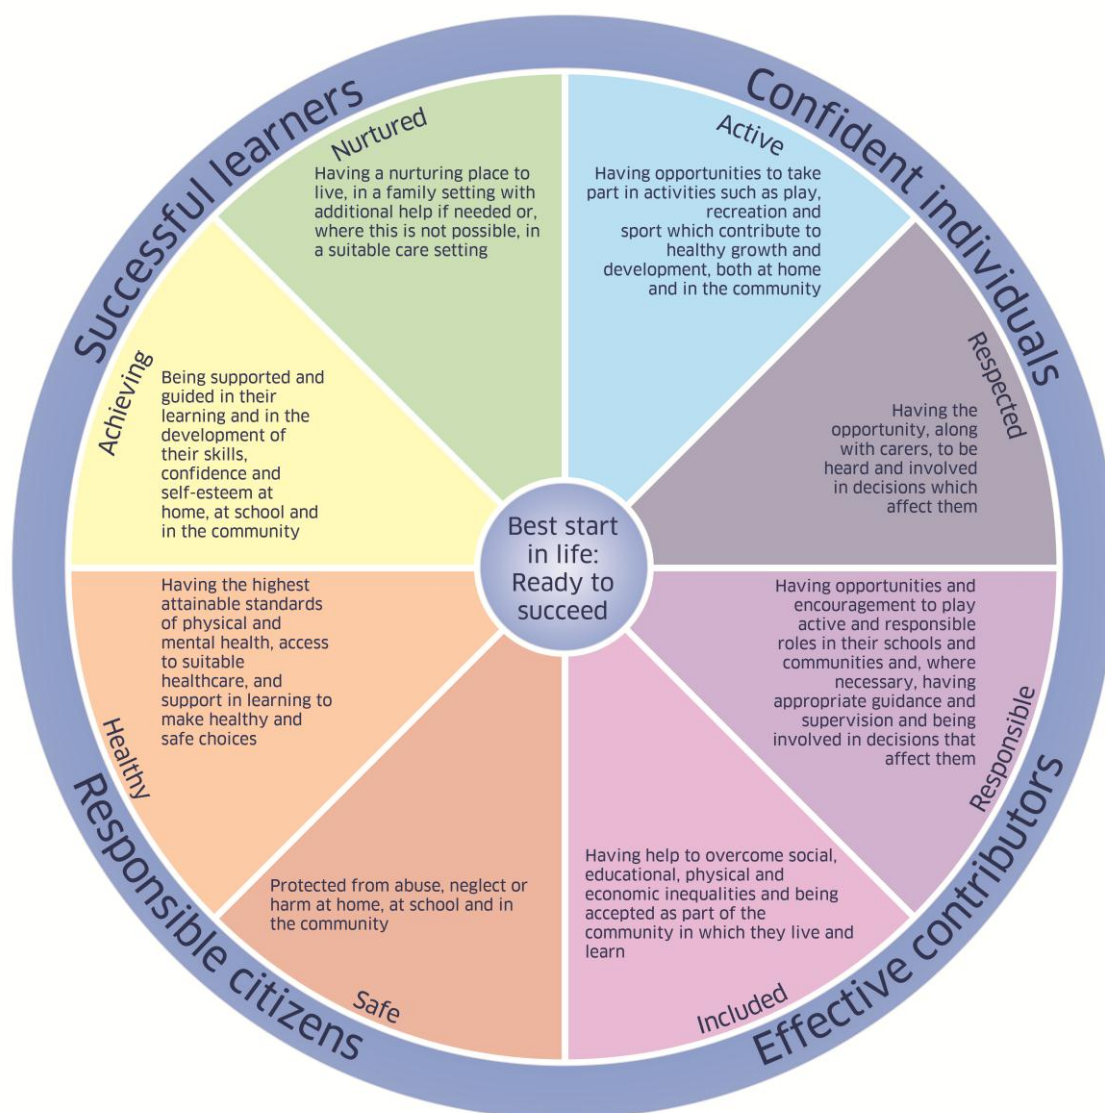 Successful learners
Confident individuals
Nurtured
Having a nurturing place to
live, in a family setting with
additional help if needed or,
where this is not possible, in
a suitable care setting
Active
Having opportunities to take
part in activities such as play,
recreation and
sport which contribute to
healthy growth and
development, both at home
and in the community
Achieving
Being supported and
guided in their
learning and in the
development of
their skills,
confidence and
self-esteem at
home, at school and
in the community
Respected
Having the
opportunity, along
with carers, to be
heard and involved
in decisions which
affect them
Best start
in life:
Ready to
succeed
Healthy
Having the highest
attainable standards
of physical and
mental health, access
to suitable
healthcare, and
support in learning to
make healthy and
safe choices
Responsible
Having opportunities and
encouragement to play
active and responsible
roles in their schools and
communities and, where
necessary, having
appropriate guidance and
supervision and being
involved in decisions that
affect them
Safe
Protected from abuse, neglect or
harm at home, at school and in
the community
Included
Having help to overcome social,
educational, physical and
economic inequalities and being
accepted as part of the
community in which they live and
learn
Responsible citizens
Effective contributors